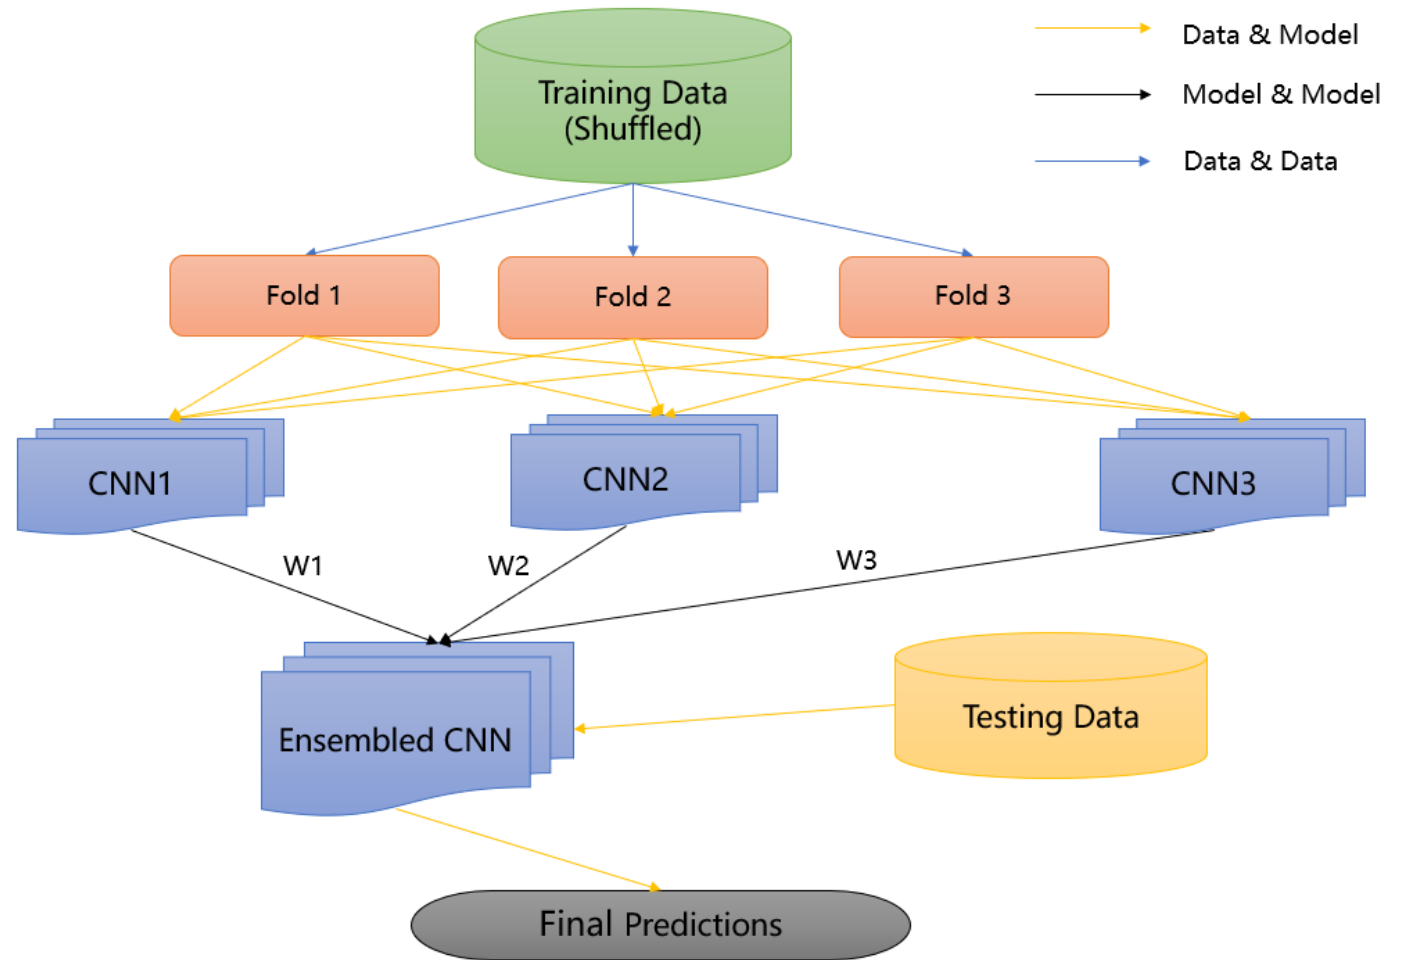 Data & Model
Training Data
(Shuffled)
Model & Model
Data & Data
Fold 1
Fold 2
Fold 3
CNN1
CNN2
CNN3
W1
W2
W3
Testing Data
Ensembled CNN
Final Predictions